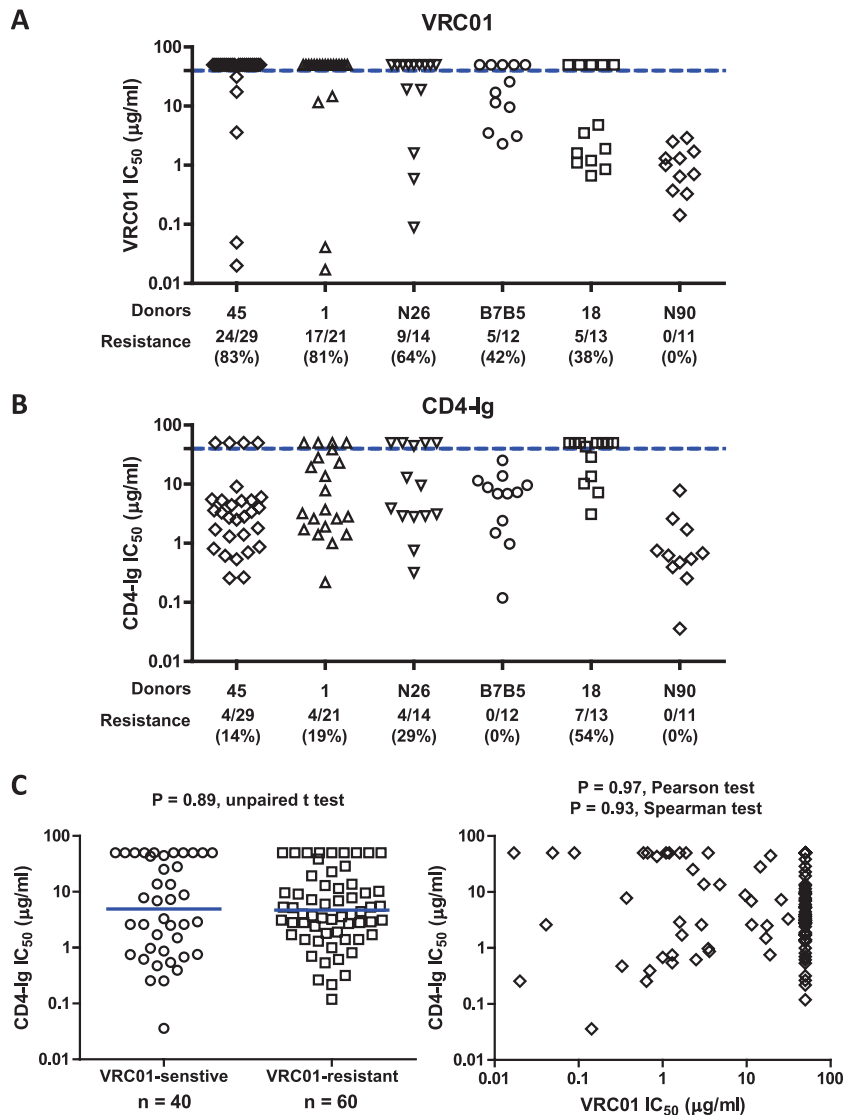 A
VRC01
VRC01 IC50 (μg/ml)
100
10
1
0.1
0.01
Donors 45 1 N26 B7B5 18 N90
Resistance 24/29 17/21 9/14 5/12 5/13 0/11
(83%) (81%) (64%) (42%) (38%) (0%)
B
CD4-Ig
CD4-Ig IC50 (μg/ml)
100
10
1
0.1
0.01
Donors 45 1 N26 B7B5 18 N90
Resistance 4/29 4/21 4/14 0/12 7/13 0/11
(14%) (19%) (29%) (0%) (54%) (0%)
C
P = 0.89, unpaired t test
CD4-Ig IC50 (μg/ml)
100
10
1
0.1
0.01
VRC01-senstive VRC01-resistant
n = 40 n = 60
P = 0.97, Pearson test
P = 0.93, Spearman test
CD4-Ig IC50 (μg/ml)
100
10
1
0.1
0.01
0.01 0.1 1 10 100
VRC01 IC50 (μg/ml)